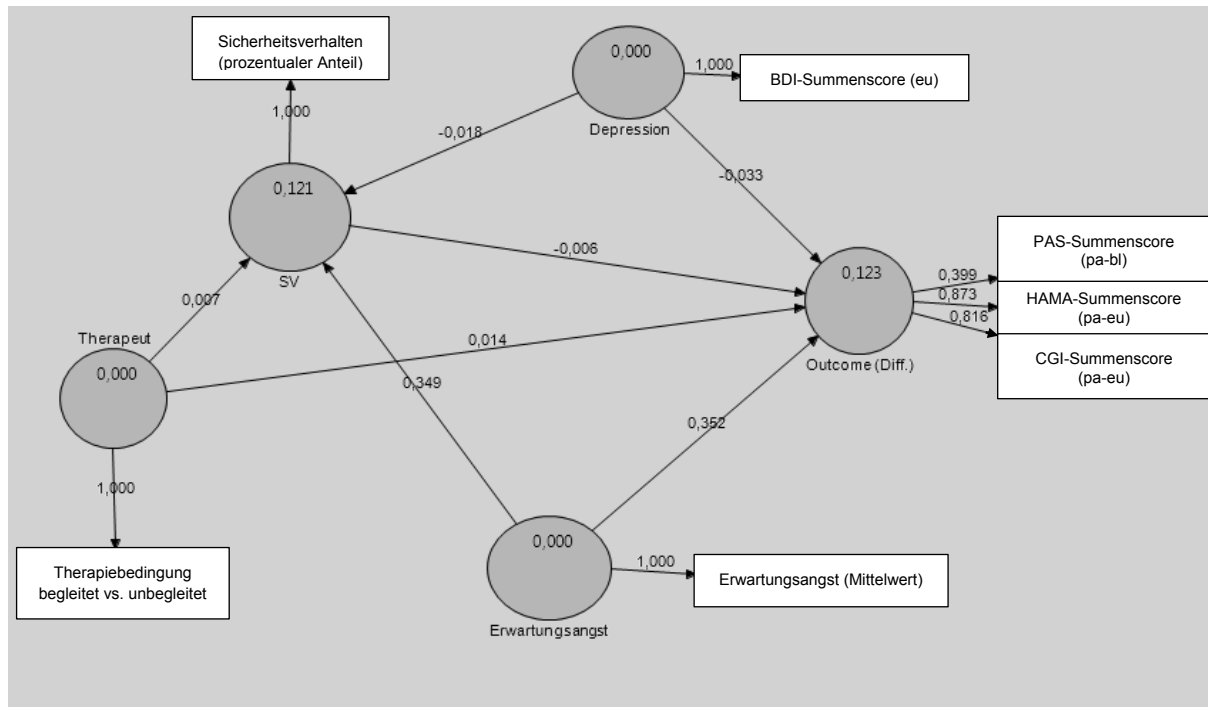 Sicherheitsverhalten
(prozentualer Anteil)
1,000
0,000
Depression
1,000
BDI-Summenscore (eu)
-0,018
-0,033
0,121
SV
-0,006
0,123
Outcome (Diff.)
0,399
0,873
0,816
PAS-Summenscore
(pa-bl)
HAMA-Summenscore
(pa-eu)
CGI-Summenscore
(pa-eu)
0,007
Therapeut
0,000
0,014
0,349
0,352
1,000
Therapiebedingung
begleitet vs. unbegleitet
0,000
Erwartungsangst
1,000
Erwartungsangst (Mittelwert)